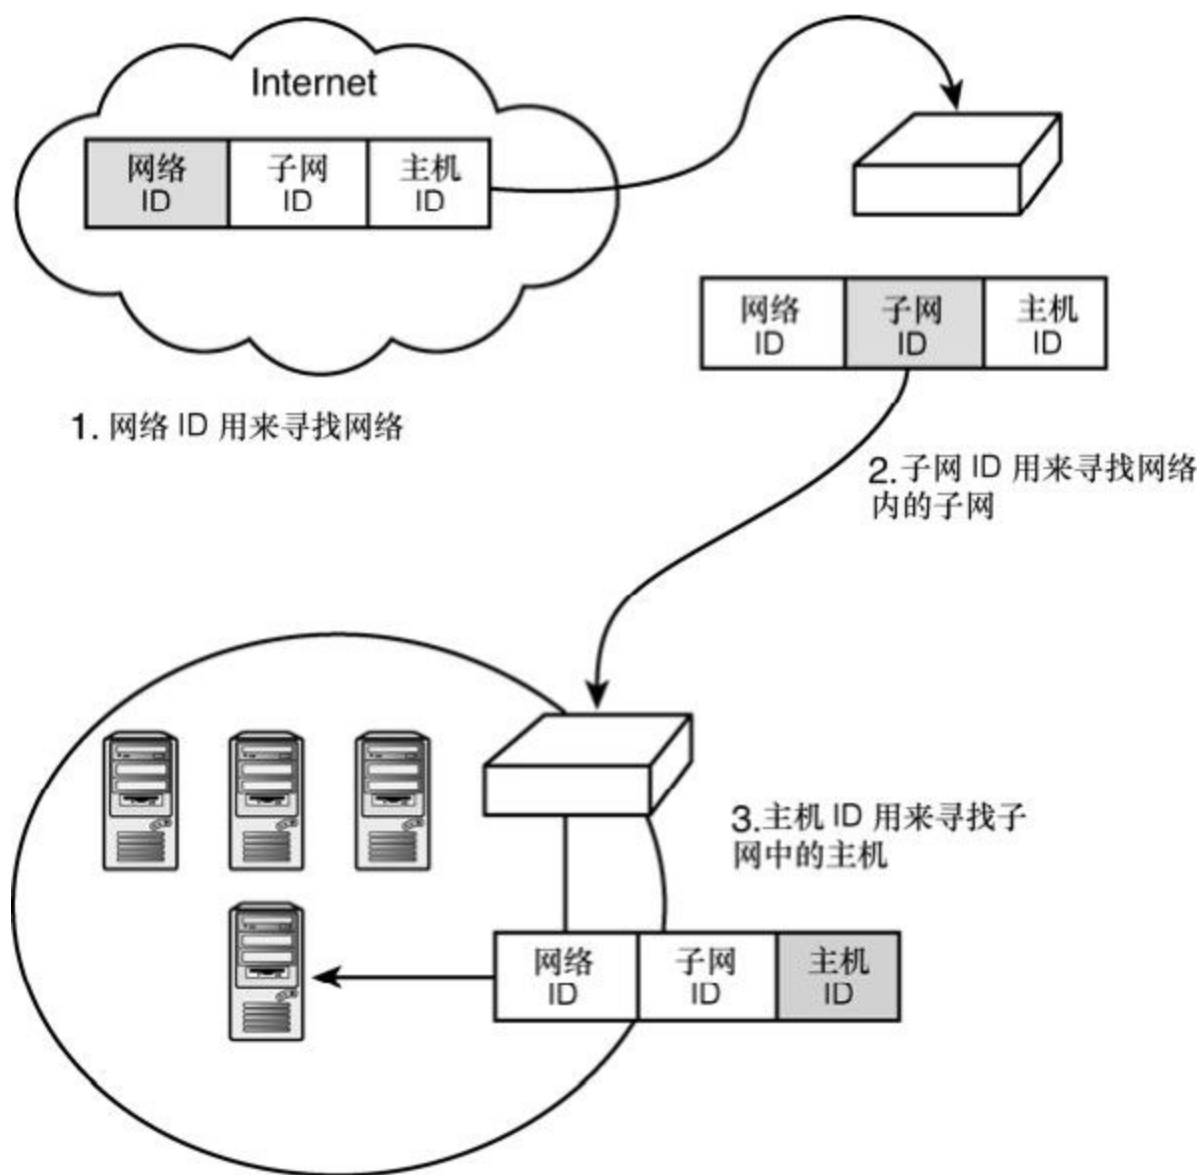 Internet
网络 子网 主机
ID ID ID
网络 子网 主机
ID ID ID
1. 网络 ID 用来寻找网络
2.子网 ID 用来寻找网络
内的子网
3.主机 ID 用来寻找子
网中的主机
网络 子网 主机
ID ID ID